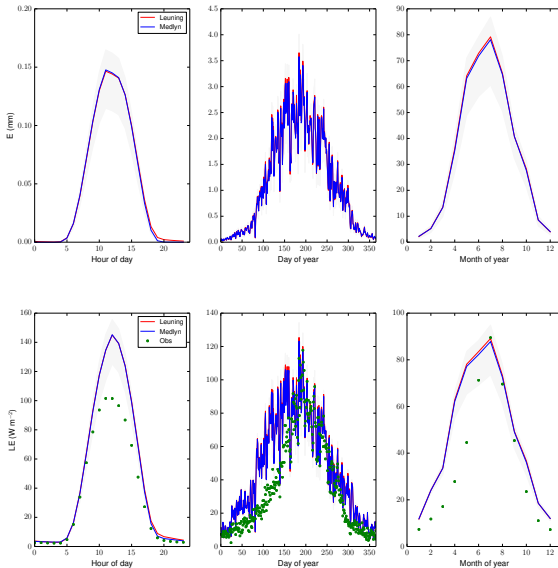 0.20
0.15
0.10
0.05
0.00
E (mm)
0 5 10 15 20
Hour of day
Leuning
Medlyn
4.5
4.0
3.5
3.0
2.5
2.0
1.5
1.0
0.5
0.0
0 50 100 150 200 250 300 350
Day of year
90
80
70
60
50
40
30
20
10
0
0 2 4 6 8 10 12
Month of year
160
140
120
100
80
60
40
20
0
LE (W m⁻²)
0 5 10 15 20
Hour of day
Leuning
Medlyn
Obs
140
120
100
80
60
40
20
0
0 50 100 150 200 250 300 350
Day of year
100
80
60
40
20
0
0 2 4 6 8 10 12
Month of year